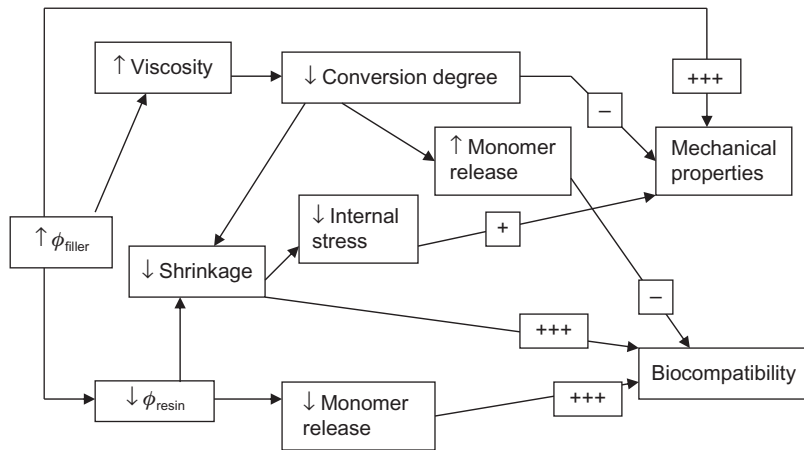 +++
↑ Viscosity
↓ Conversion degree
–
↑ Monomer
release
Mechanical
properties
↓ Internal
stress
+
↑ ϕfiller
↓ Shrinkage
–
+++
Biocompatibility
↓ ϕresin
↓ Monomer
release
+++